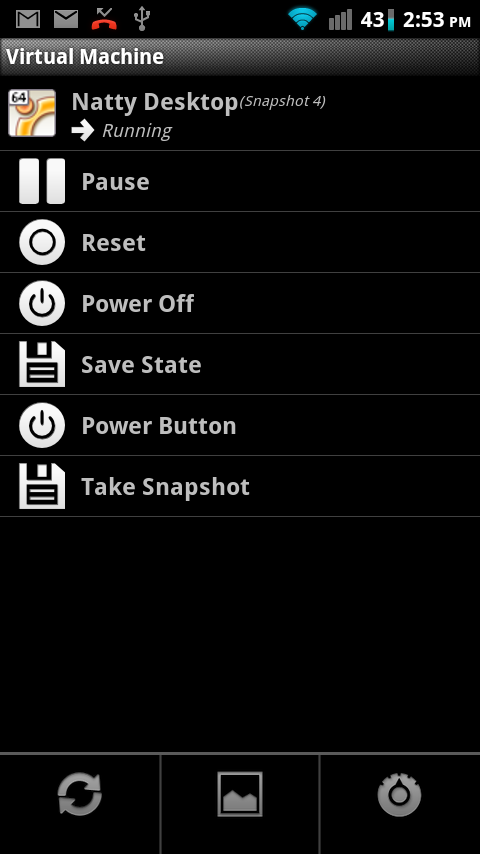 43 2:53 PM
Virtual Machine
64
Natty Desktop(Snapshot 4)
Running
Pause
Reset
Power Off
Save State
Power Button
Take Snapshot